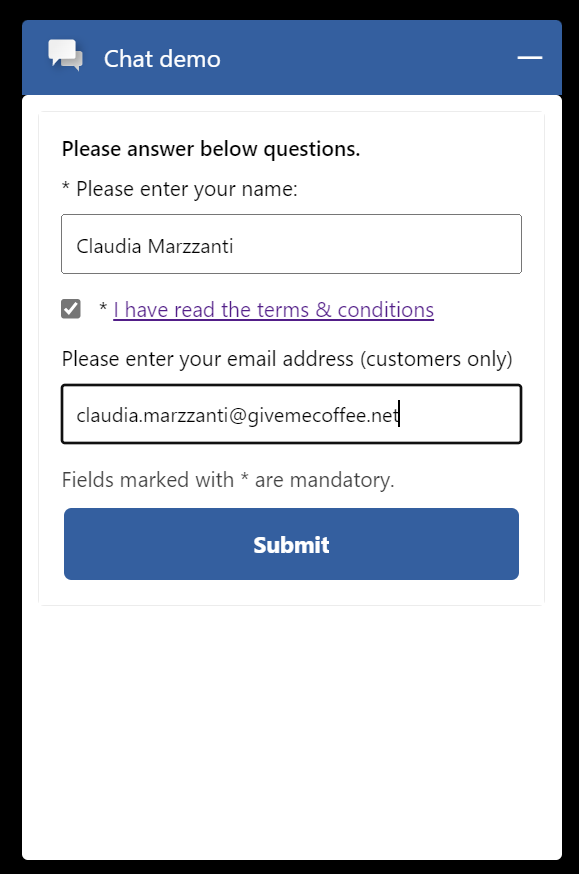 Chat demo
Please answer below questions.
* Please enter your name:
Claudia Marzzanti
* I have read the terms & conditions
Please enter your email address (customers only)
claudia.marzzanti@givemecoffee.net
Fields marked with * are mandatory.
Submit